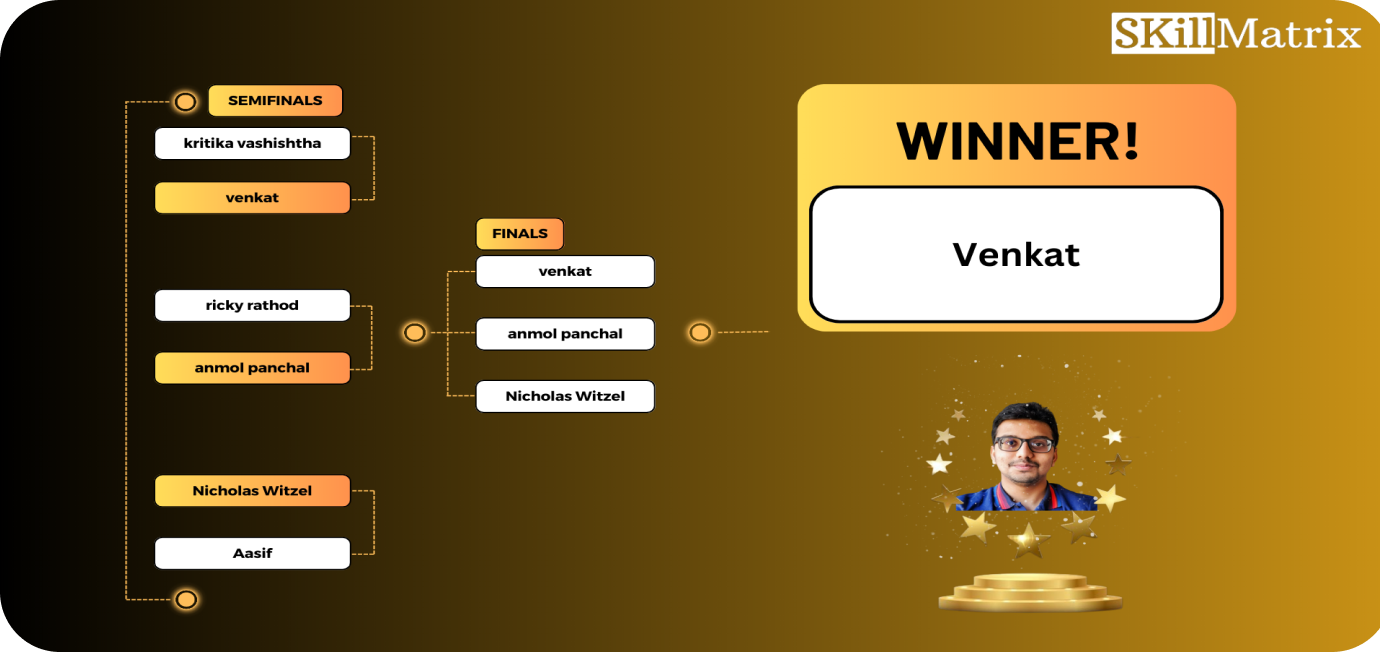 SKillMatrix
SEMIFINALS
kritika vashishtha
venkat
ricky rathod
anmol panchal
Nicholas Witzel
Aasif
FINALS
venkat
anmol panchal
Nicholas Witzel
WINNER!
Venkat